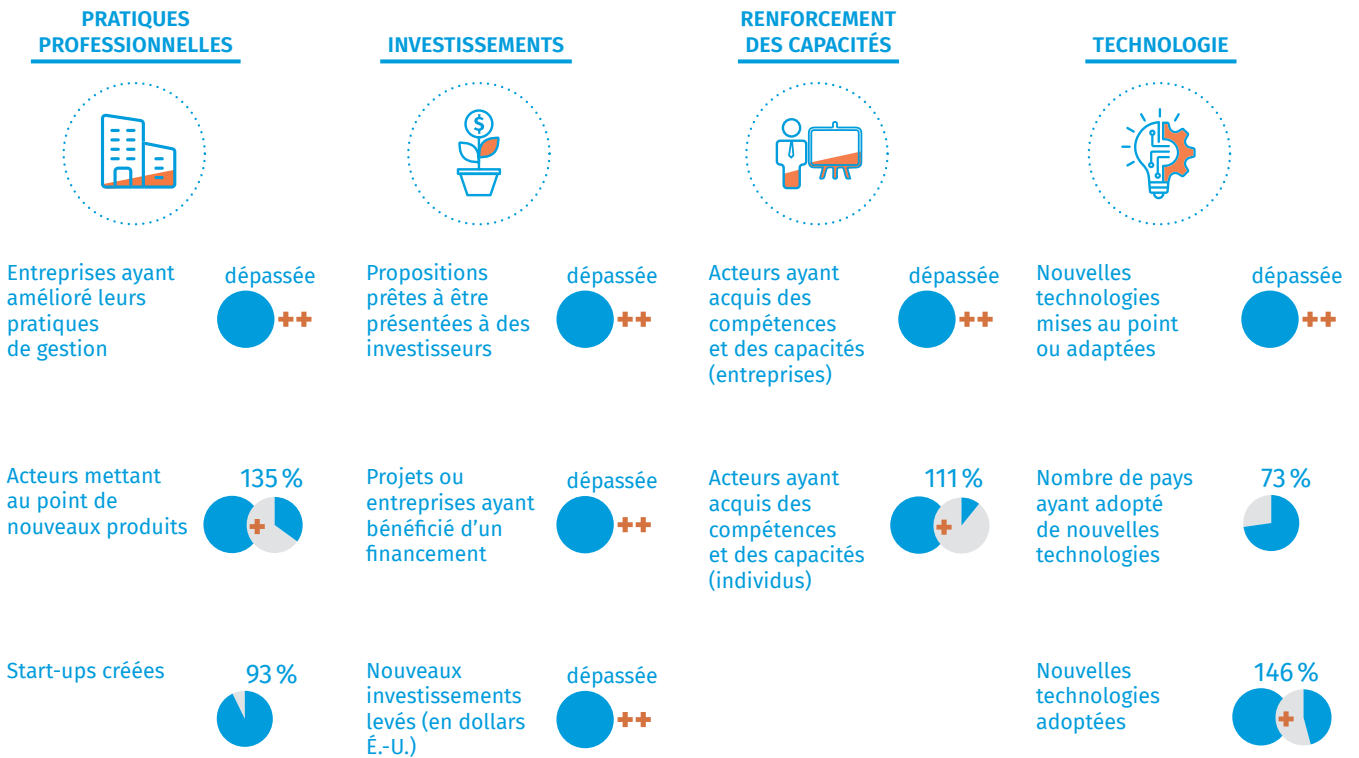 PRATIQUES
PROFESSIONNELLES
INVESTISSEMENTS
RENFORCEMENT
DES CAPACITÉS
TECHNOLOGIE
$
Entreprises ayant
amélioré leurs
pratiques
de gestion
dépassée
++
Propositions
prêtes à être
présentées à des
investisseurs
dépassée
++
Acteurs ayant
acquis des
compétences
et des capacités
(entreprises)
dépassée
++
Nouvelles
technologies
mises au point
ou adaptées
dépassée
++
Acteurs mettant
au point de
nouveaux produits
135 %
+
Projets ou
entreprises ayant
bénéficié d’un
financement
dépassée
++
Acteurs ayant
acquis des
compétences
et des capacités
(individus)
111 %
+
Nombre de pays
ayant adopté
de nouvelles
technologies
73 %
Start-ups créées
93 %
Nouveaux
investissements
levés (en dollars
É.-U.)
dépassée
++
Nouvelles
technologies
adoptées
146 %
+